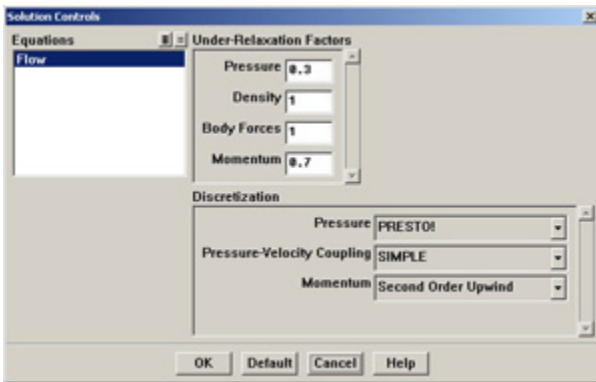 Solution Controls
Equations
Flow
Under-Relaxation Factors
Pressure 0.3
Density 1
Body Forces 1
Momentum 0.7
Discretization
Pressure PRESTO!
Pressure-Velocity Coupling SIMPLE
Momentum Second Order Upwind
OK Default Cancel Help